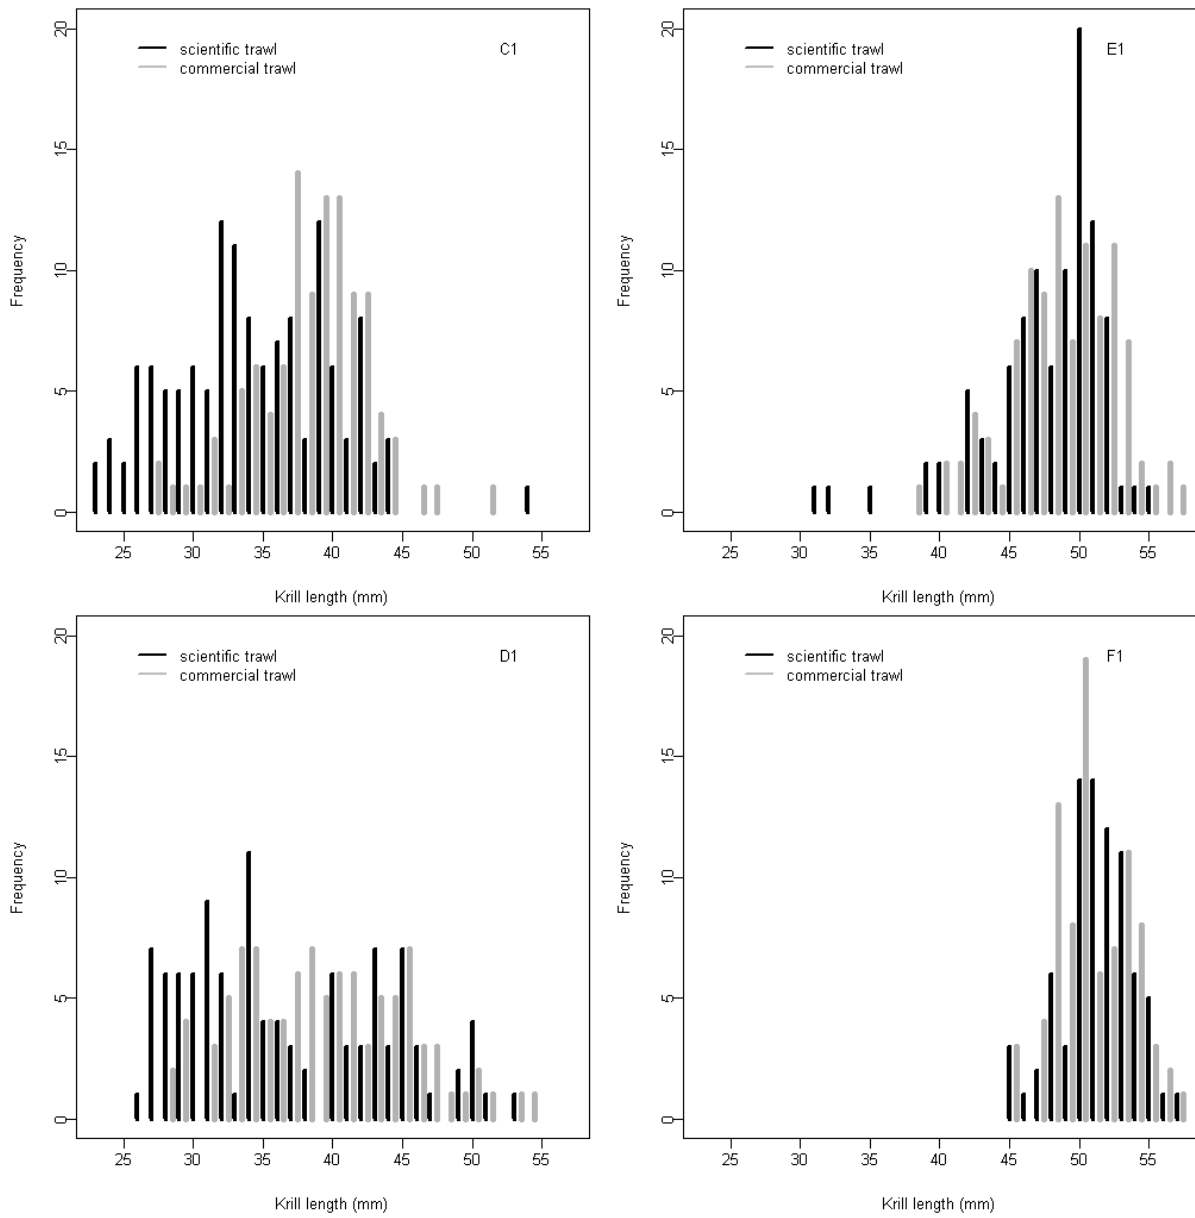 scientific trawl
commercial trawl
C1
20
15
10
5
0
Frequency
25 30 35 40 45 50 55
Krill length (mm)
scientific trawl
commercial trawl
E1
20
15
10
5
0
Frequency
25 30 35 40 45 50 55
Krill length (mm)
scientific trawl
commercial trawl
D1
20
15
10
5
0
Frequency
25 30 35 40 45 50 55
Krill length (mm)
scientific trawl
commercial trawl
F1
20
15
10
5
0
Frequency
25 30 35 40 45 50 55
Krill length (mm)